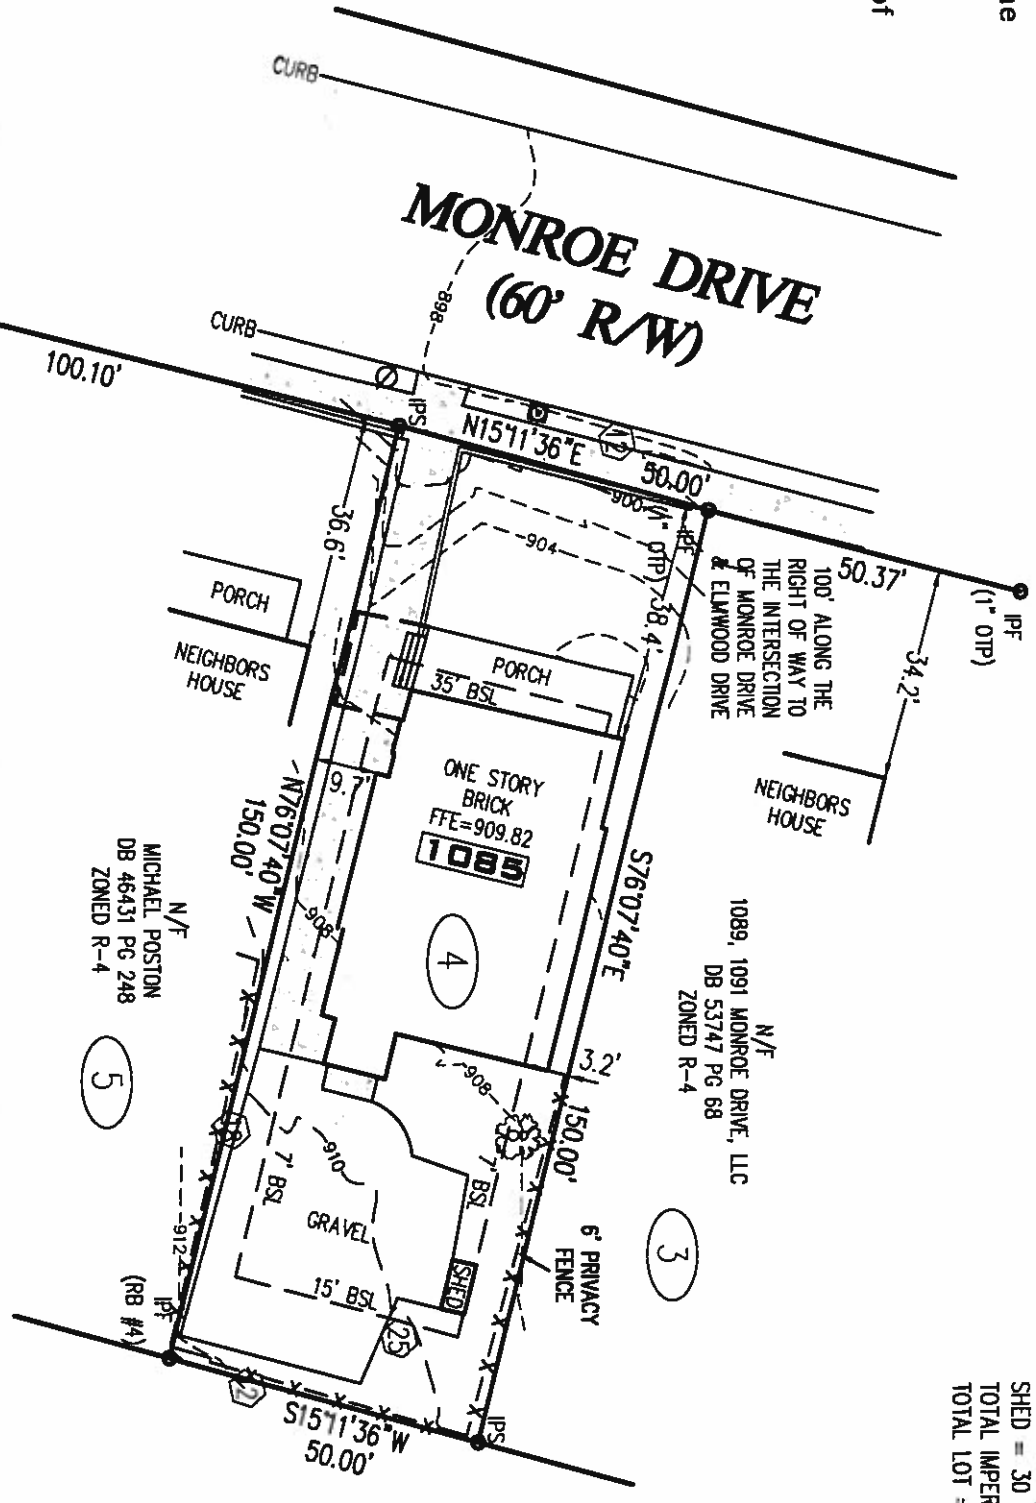 SHED = 30
TOTAL IMPER
TOTAL LOT
of
CURB
MONROE DRIVE
(60' R/W)
898
CURB
100.10'
IPS
N15°11'36"E
12
50.00'
50.37'
IPF
(1" OTP)
900
IPF
(1" OTP)
904
36.6'
38.4'
34.2'
100' ALONG THE
RIGHT OF WAY TO
THE INTERSECTION
OF MONROE DRIVE
& ELMWOOD DRIVE
PORCH
NEIGHBORS
HOUSE
PORCH
35' BSL
NEIGHBORS
HOUSE
ONE STORY
BRICK
FFE=909.82
1085
9.7'
N76°07'40"W
150.00'
S76°07'40"E
908
4
N/F
MICHAEL POSTON
DB 46431 PG 248
ZONED R-4
N/F
1089, 1091 MONROE DRIVE, LLC
DB 53747 PG 68
ZONED R-4
3.2'
150.00'
908
5
3
18
7' BSL
910
GRAVEL
7' BSL
6' PRIVACY
FENCE
SHED
15' BSL
25
912
IPF
(RB #4)
S15°11'36"W
50.00'
IPS